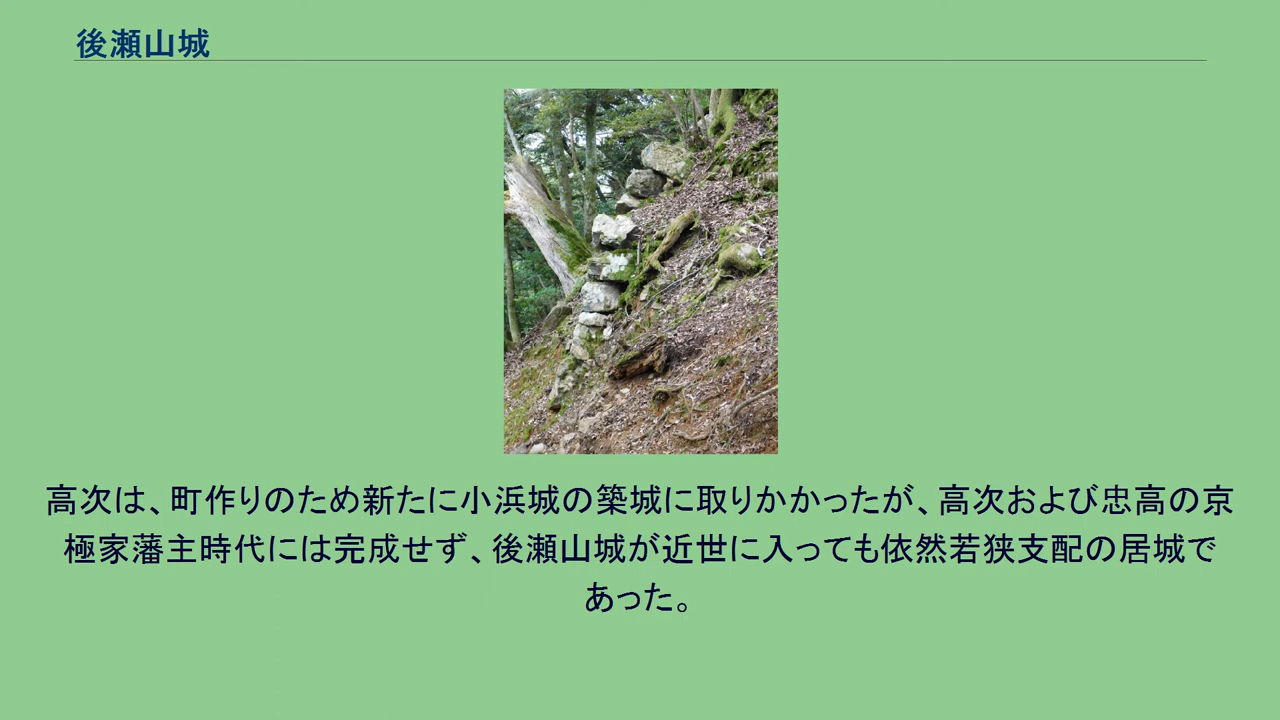 後瀬山城
高次は、町作りのため新たに小浜城の築城に取りかかったが、高次および忠高の京
極家藩主時代には完成せず、後瀬山城が近世に入っても依然若狭支配の居城で
あった。